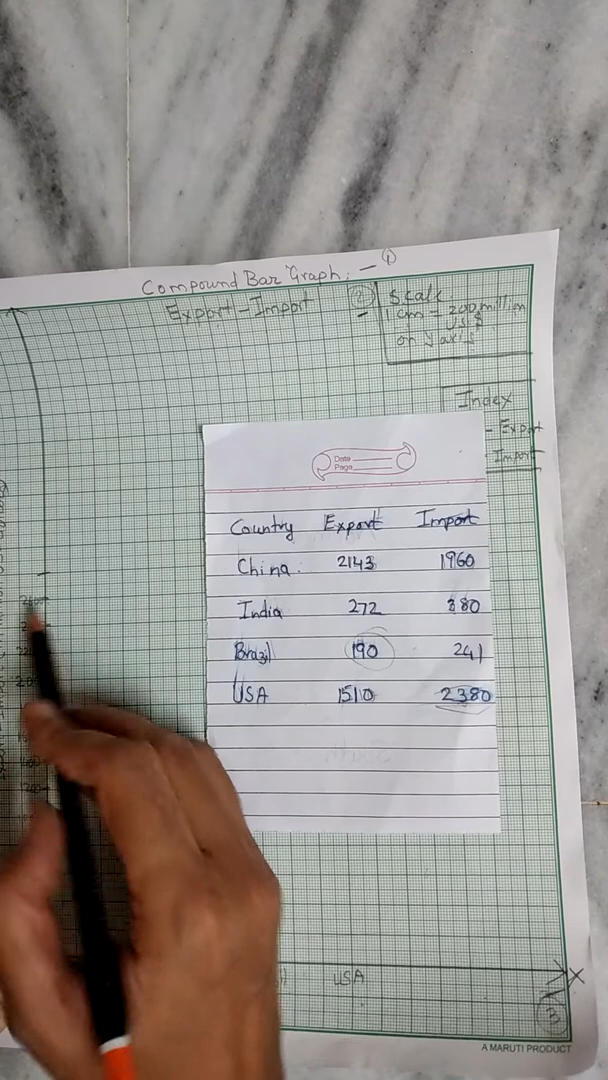 Compound Bar Graph :- ①
Export - Import
②
Scale
1 cm = 200 million
US $
on y axis
Index
- Export
- Import
Date
Page
Country Export Import
China. 2143 1960
India 272 380
Brazil 190 241
USA 1510 2380
USA
X
③
A MARUTI PRODUCT